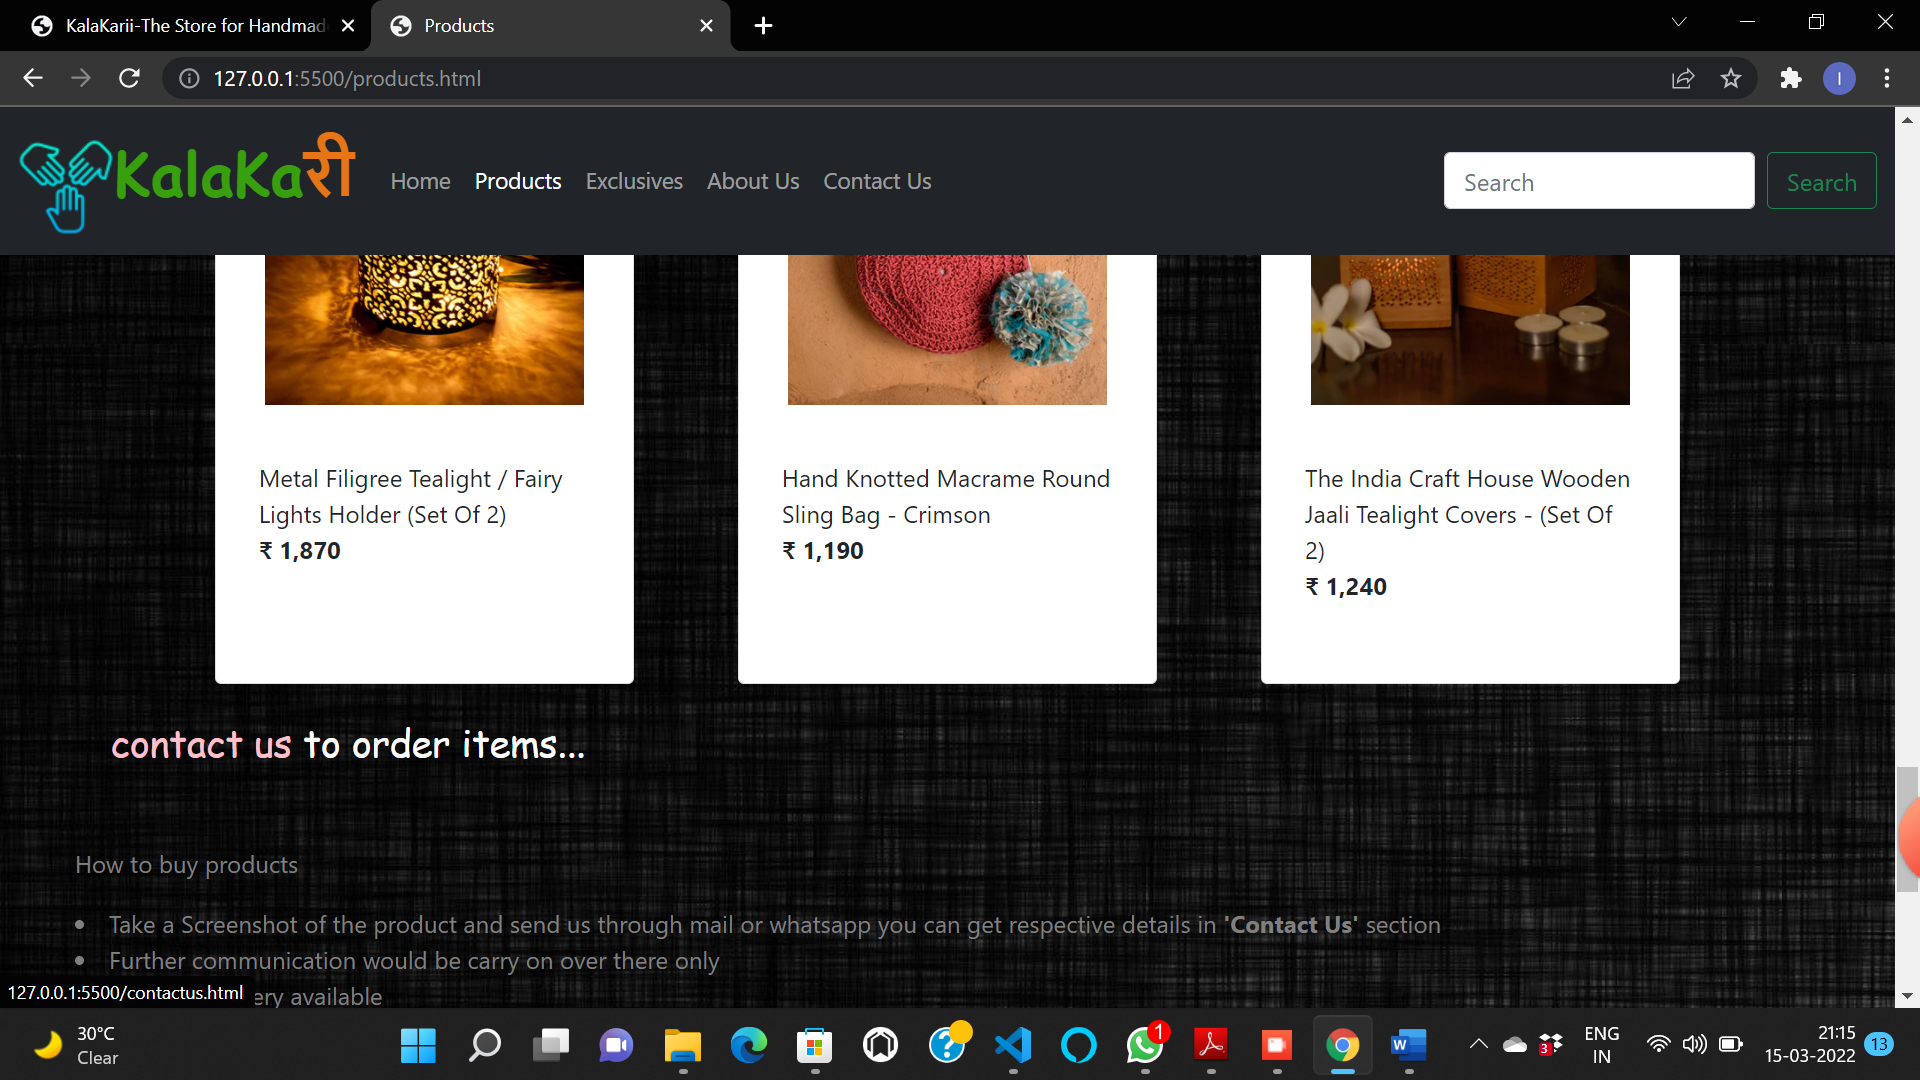 KalaKarii-The Store for Handmad
Products
127.0.0.1:5500/products.html
KalaKaरी
Home Products Exclusives About Us Contact Us
Search Search
Metal Filigree Tealight / Fairy
Lights Holder (Set Of 2)
₹ 1,870
Hand Knotted Macrame Round
Sling Bag - Crimson
₹ 1,190
The India Craft House Wooden
Jaali Tealight Covers - (Set Of
2)
₹ 1,240
contact us to order items...
How to buy products
• Take a Screenshot of the product and send us through mail or whatsapp you can get respective details in 'Contact Us' section
• Further communication would be carry on over there only
ery available
127.0.0.1:5500/contactus.html
30°C
Clear
1
3
ENG
IN
21:15
15-03-2022
13